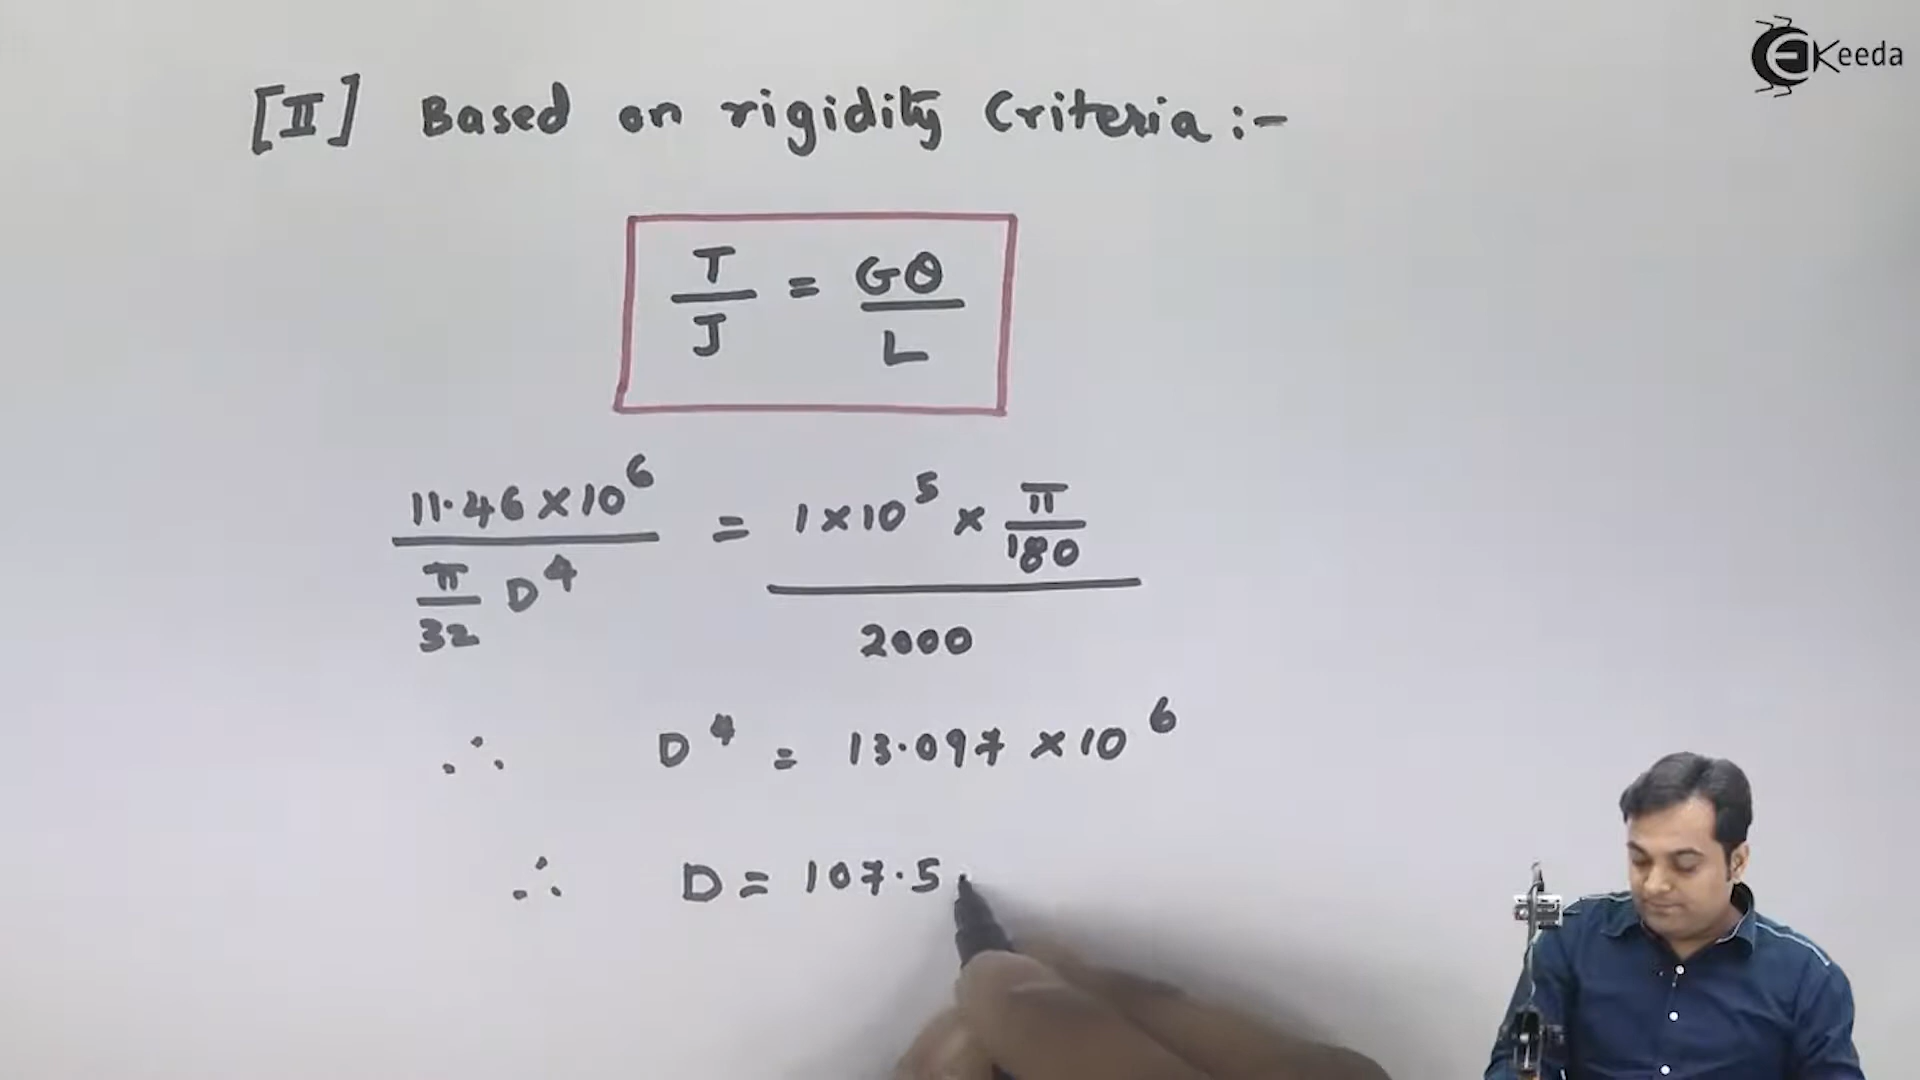 EKeeda
[II] Based on rigidity Criteria:-
T/J = Gθ/L
11.46 × 10^6 / (π/32 D^4) = (1 × 10^5 × π/180) / 2000
∴ D^4 = 13.097 × 10^6
∴ D = 107.5